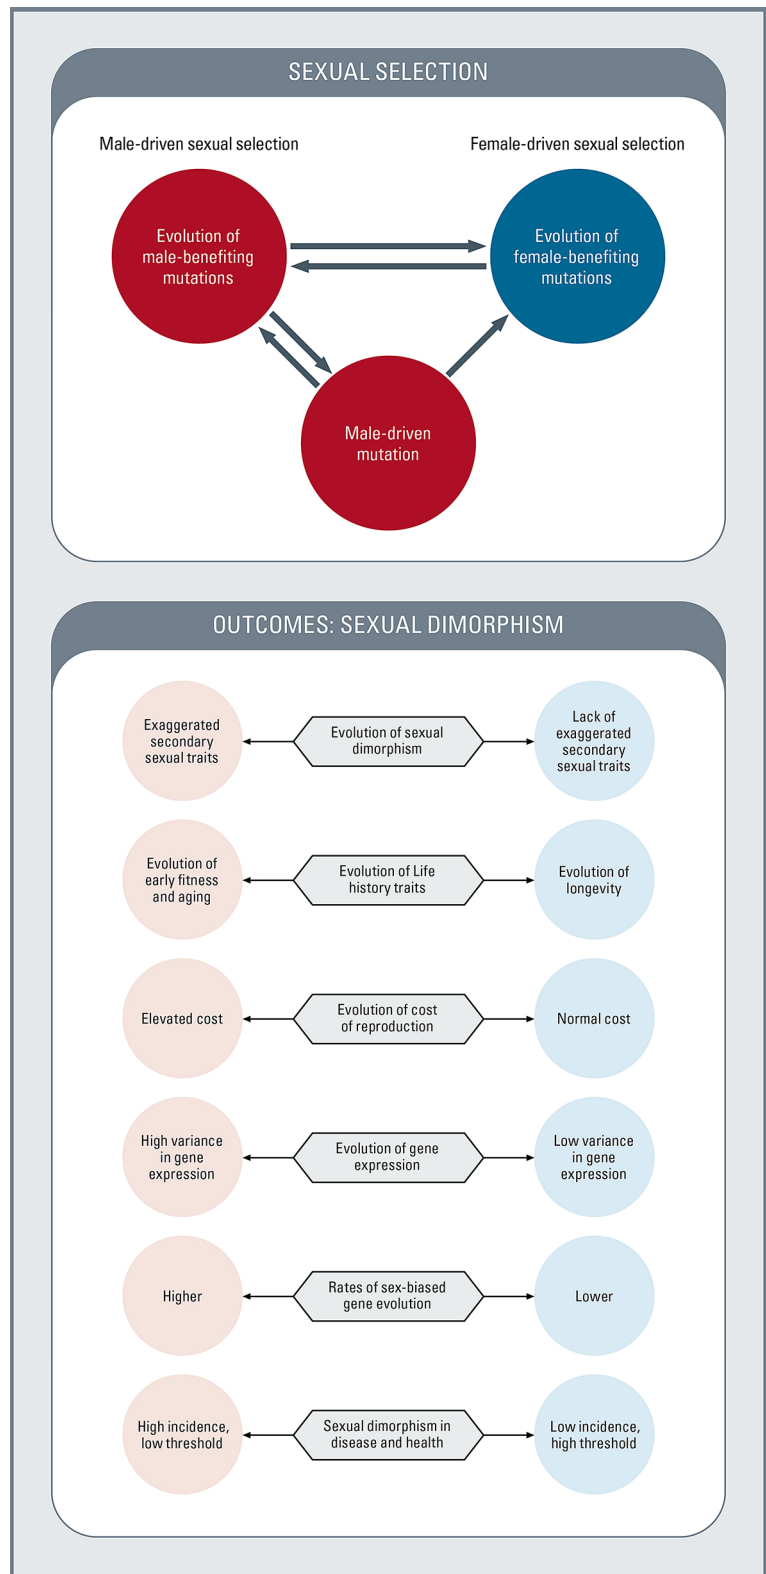 SEXUAL SELECTION
Male-driven sexual selection
Female-driven sexual selection
Evolution of
male-benefiting
mutations
Evolution of
female-benefiting
mutations
Male-driven
mutation
OUTCOMES: SEXUAL DIMORPHISM
Exaggerated
secondary
sexual traits
Evolution of sexual
dimorphism
Lack of
exaggerated
secondary
sexual traits
Evolution of
early fitness
and aging
Evolution of Life
history traits
Evolution of
longevity
Elevated cost
Evolution of cost
of reproduction
Normal cost
High variance
in gene
expression
Evolution of gene
expression
Low variance
in gene
expression
Higher
Rates of sex-biased
gene evolution
Lower
High incidence,
low threshold
Sexual dimorphism in
disease and health
Low incidence,
high threshold